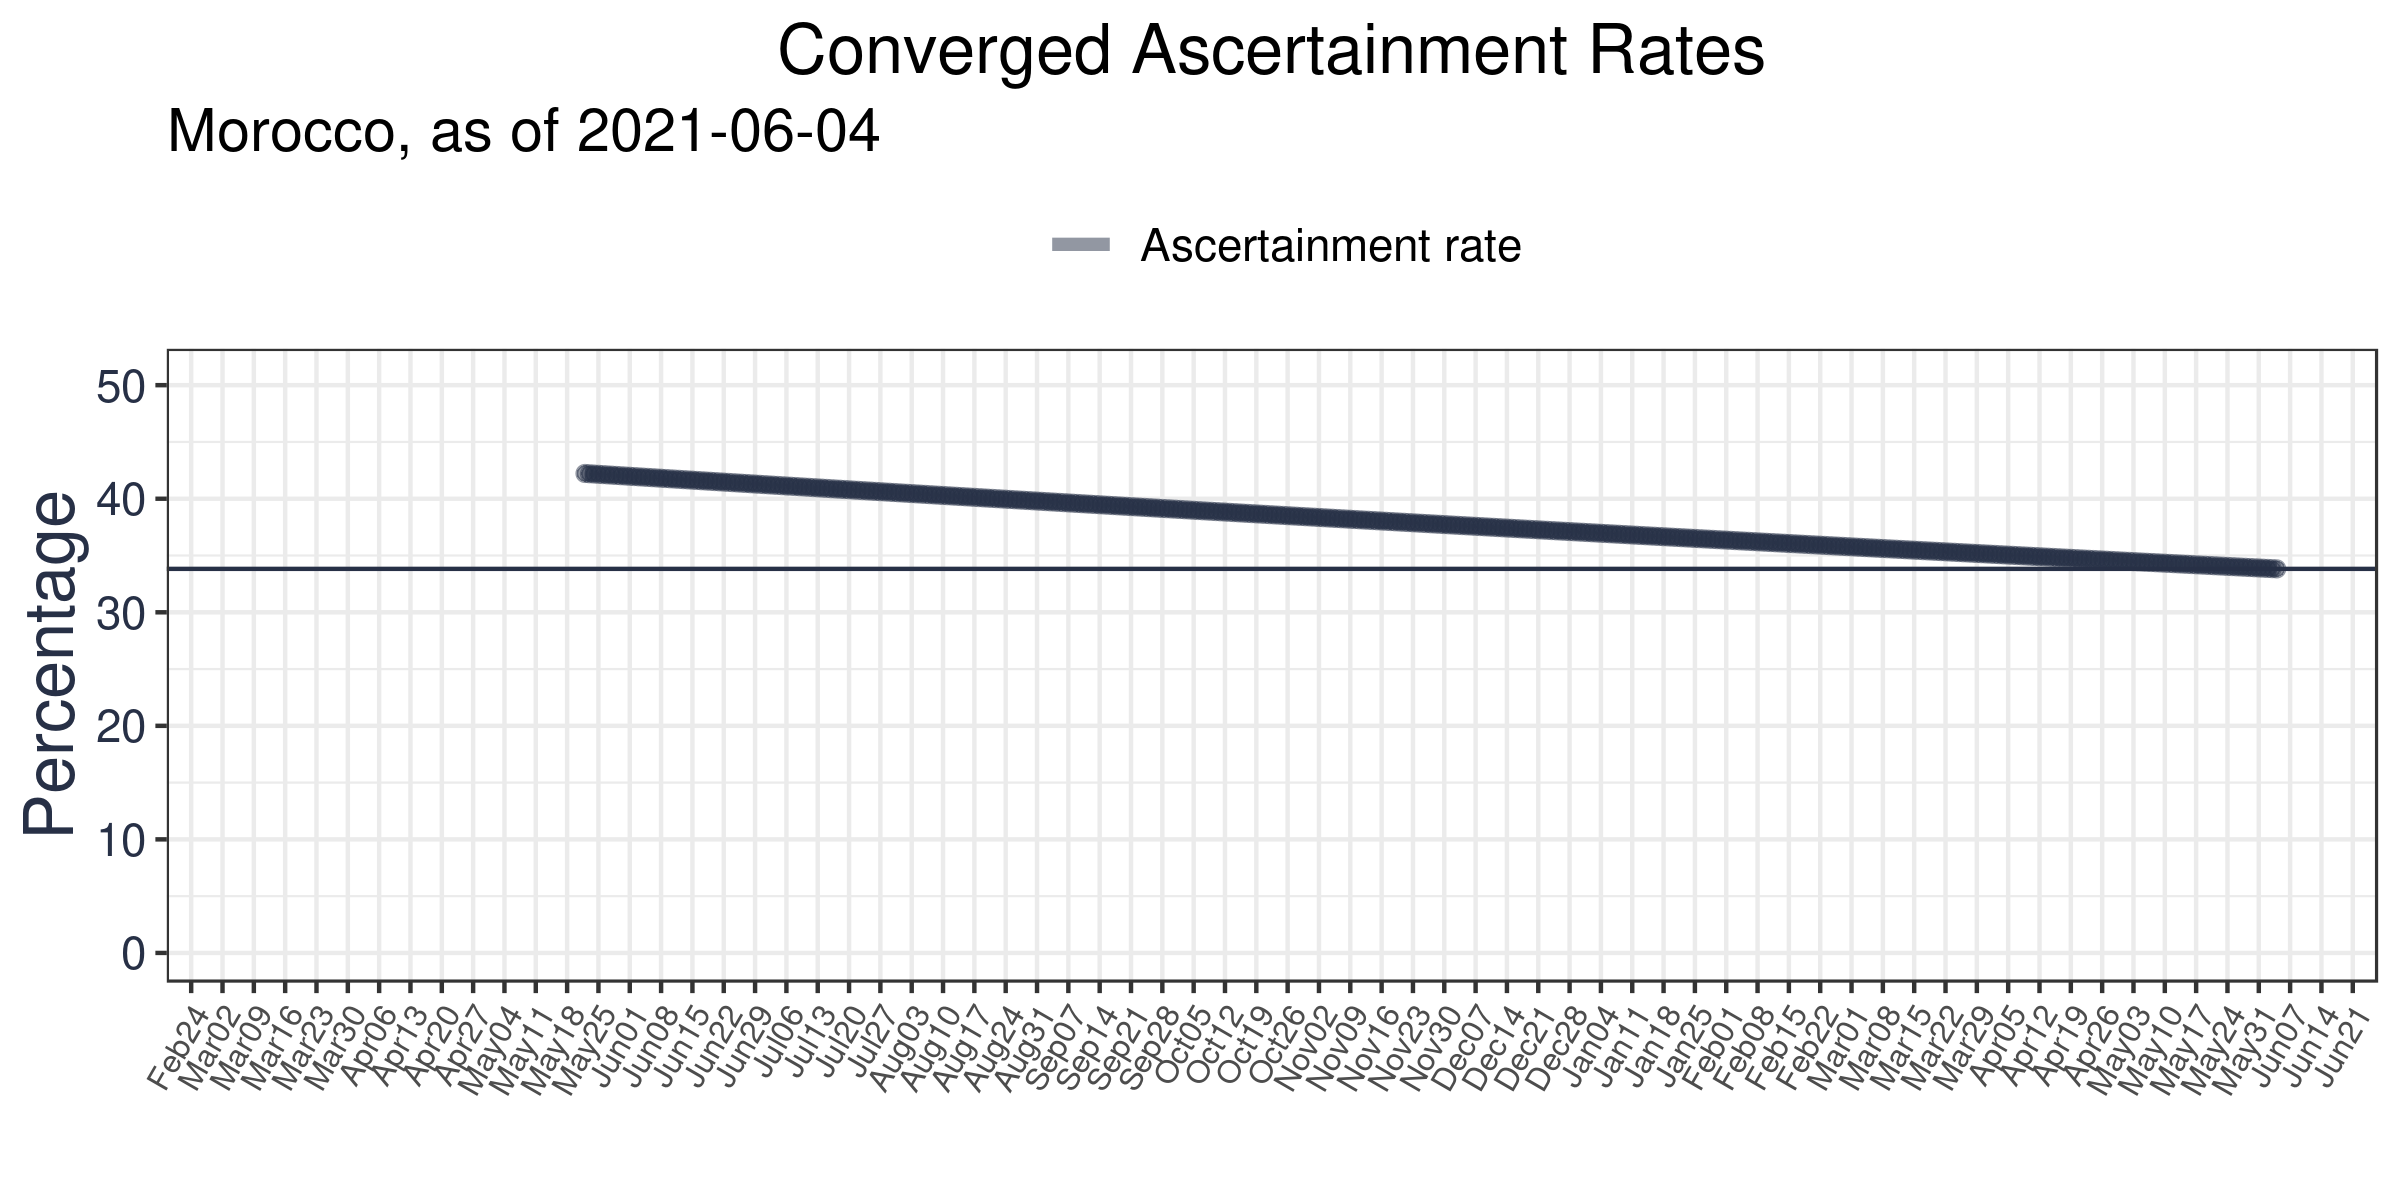 Converged Ascertainment Rates
Morocco, as of 2021-06-04
Ascertainment rate
Percentage
50
40
30
20
10
0
Feb24 Mar02 Mar09 Mar16 Mar23 Mar30 Apr06 Apr13 Apr20 Apr27 May04 May11 May18 May25 Jun01 Jun08 Jun15 Jun22 Jun29 Jul06 Jul13 Jul20 Jul27 Aug03 Aug10 Aug17 Aug24 Aug31 Sep07 Sep14 Sep21 Sep28 Oct05 Oct12 Oct19 Oct26 Nov02 Nov09 Nov16 Nov23 Nov30 Dec07 Dec14 Dec21 Dec28 Jan04 Jan11 Jan18 Jan25 Feb01 Feb08 Feb15 Feb22 Mar01 Mar08 Mar15 Mar22 Mar29 Apr05 Apr12 Apr19 Apr26 May03 May10 May17 May24 May31 Jun07 Jun14 Jun21